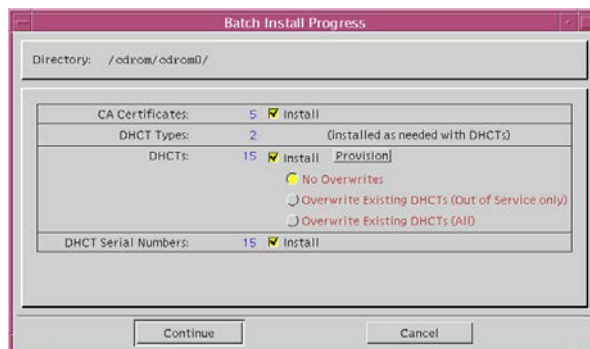 Batch Install Progress
Directory: /cdrom/cdrom0/
CA Certificates: 5 Install
DHCT Types: 2 (Installed as needed with DHCTs)
DHCTs: 15 Install Provision
No Overwrites
Overwrite Existing DHCTs (Out of Service only)
Overwrite Existing DHCTs (All)
DHCT Serial Numbers: 15 Install
Continue Cancel